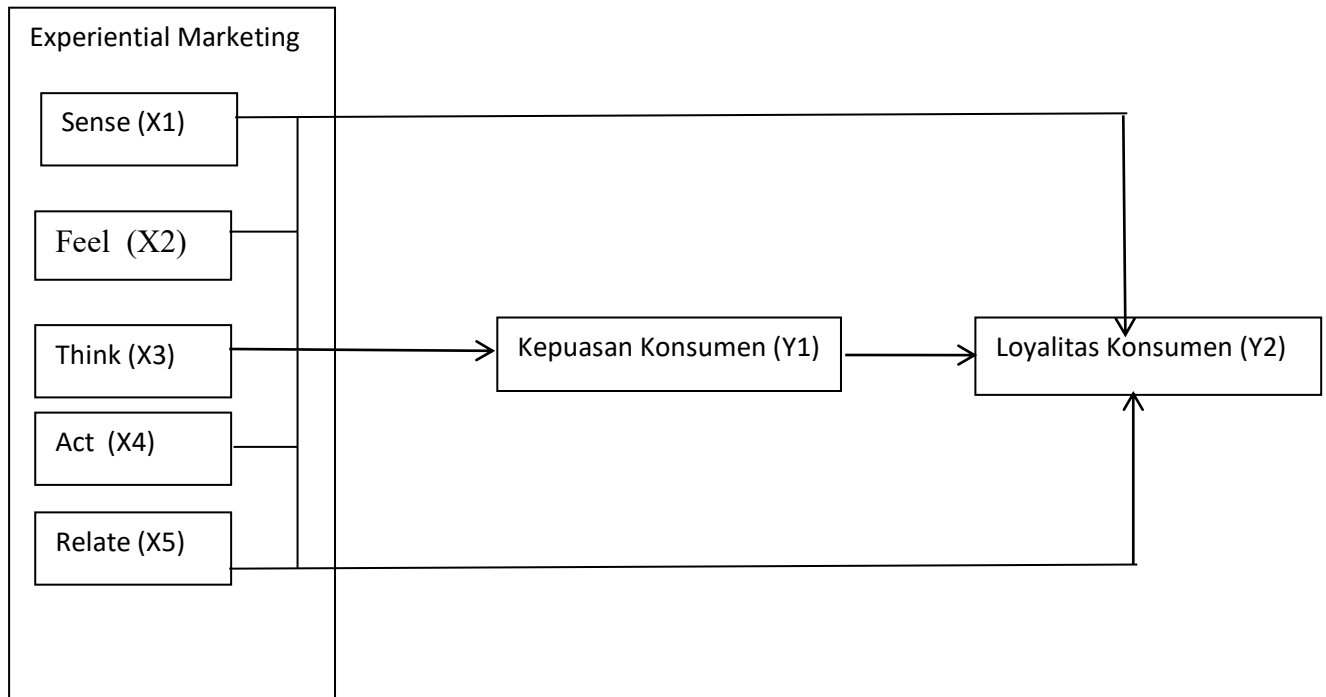 Experiential Marketing
Sense (X1)
Feel (X2)
Think (X3)
Kepuasan Konsumen (Y1)
Loyalitas Konsumen (Y2)
Act (X4)
Relate (X5)